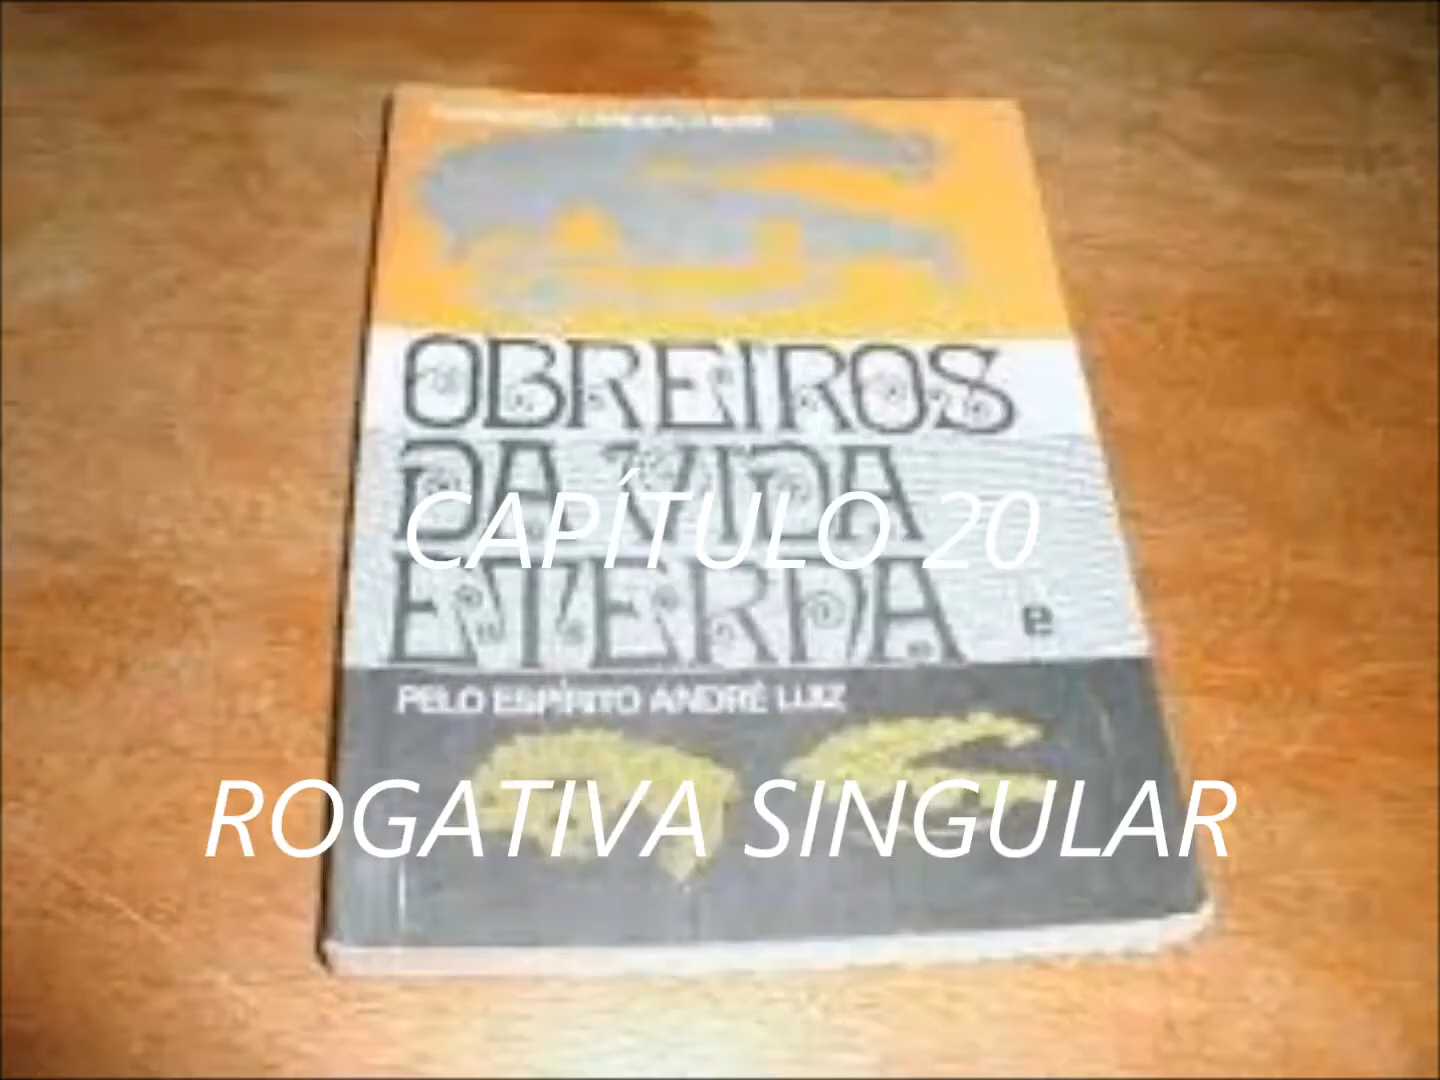 OBREIROS
DA VIDA
ETERNA
e
PELO ESPÍRITO ANDRÉ LUIZ
CAPÍTULO 20
ROGATIVA SINGULAR